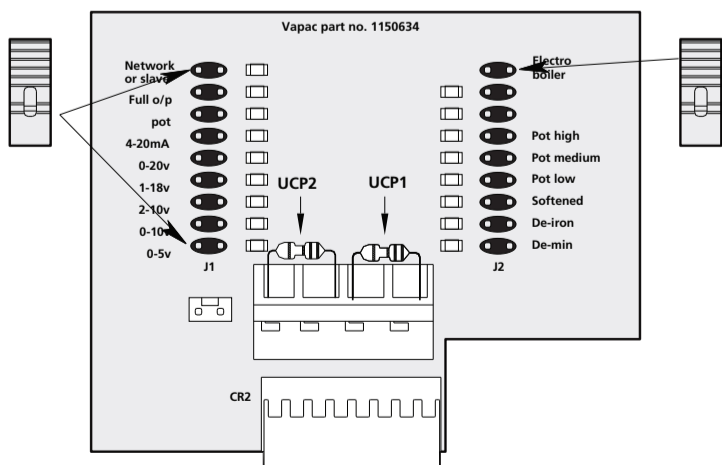 Vapac part no. 1150634
Network
or slave
Full o/p
pot
4-20mA
0-20v
1-18v
2-10v
0-10v
0-5v
J1
UCP2
UCP1
Electro
boiler
Pot high
Pot medium
Pot low
Softened
De-iron
De-min
J2
CR2